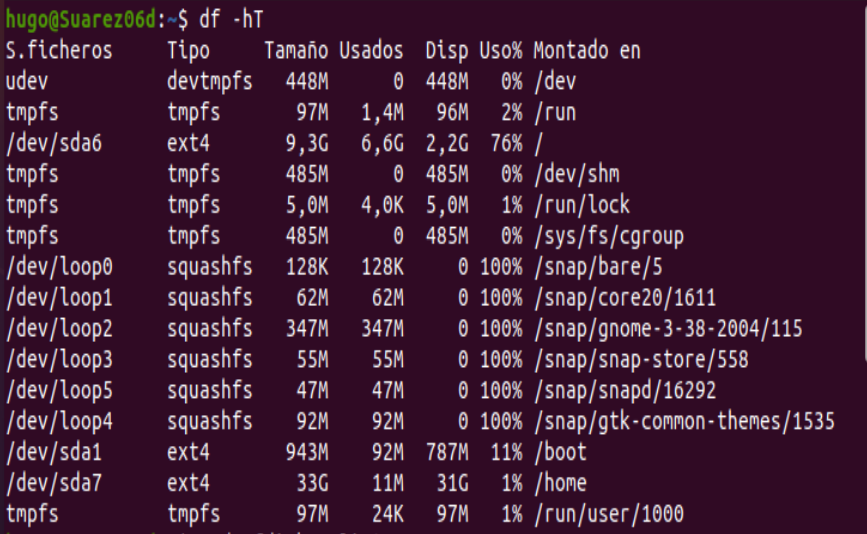 hugo@Suarez06d:~$ df -hT
S.ficheros Tipo Tamaño Usados Disp Uso% Montado en
udev devtmpfs 448M 0 448M 0% /dev
tmpfs tmpfs 97M 1,4M 96M 2% /run
/dev/sda6 ext4 9,3G 6,6G 2,2G 76% /
tmpfs tmpfs 485M 0 485M 0% /dev/shm
tmpfs tmpfs 5,0M 4,0K 5,0M 1% /run/lock
tmpfs tmpfs 485M 0 485M 0% /sys/fs/cgroup
/dev/loop0 squashfs 128K 128K 0 100% /snap/bare/5
/dev/loop1 squashfs 62M 62M 0 100% /snap/core20/1611
/dev/loop2 squashfs 347M 347M 0 100% /snap/gnome-3-38-2004/115
/dev/loop3 squashfs 55M 55M 0 100% /snap/snap-store/558
/dev/loop5 squashfs 47M 47M 0 100% /snap/snapd/16292
/dev/loop4 squashfs 92M 92M 0 100% /snap/gtk-common-themes/1535
/dev/sda1 ext4 943M 92M 787M 11% /boot
/dev/sda7 ext4 33G 11M 31G 1% /home
tmpfs tmpfs 97M 24K 97M 1% /run/user/1000